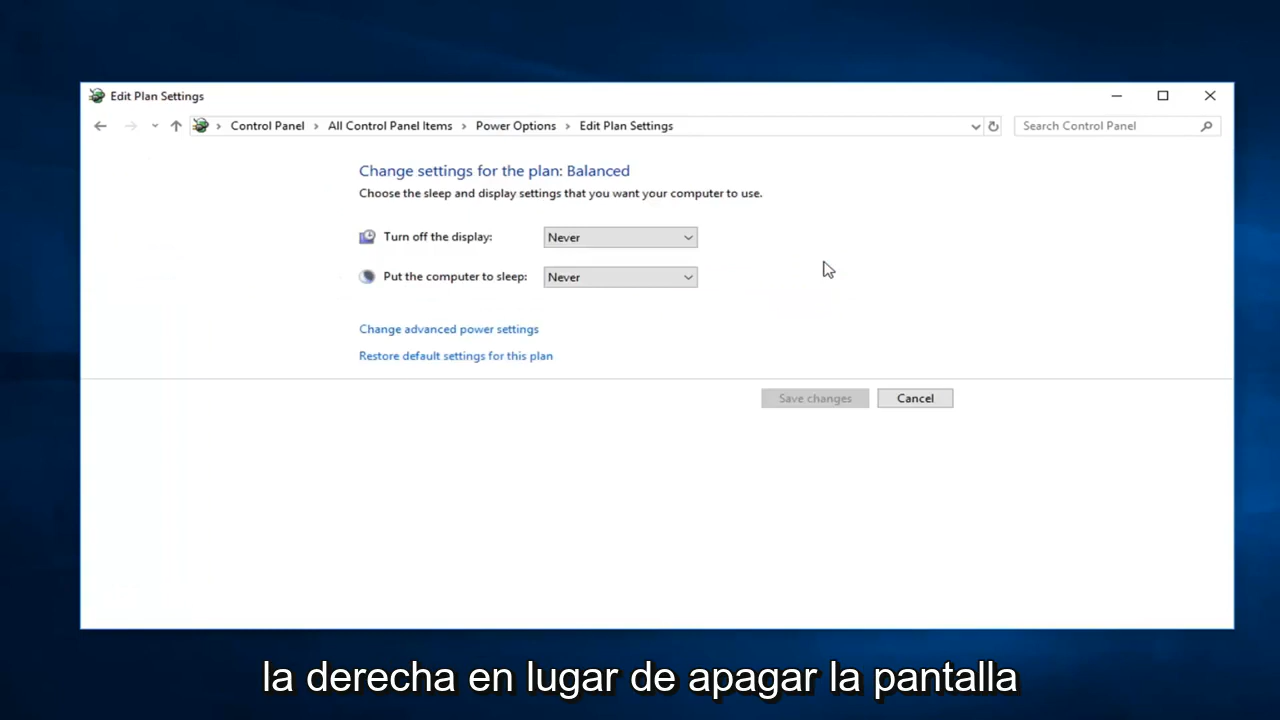 Edit Plan Settings
Control Panel > All Control Panel Items > Power Options > Edit Plan Settings
Search Control Panel
Change settings for the plan: Balanced
Choose the sleep and display settings that you want your computer to use.
Turn off the display: Never
Put the computer to sleep: Never
Change advanced power settings
Restore default settings for this plan
Save changes Cancel
la derecha en lugar de apagar la pantalla